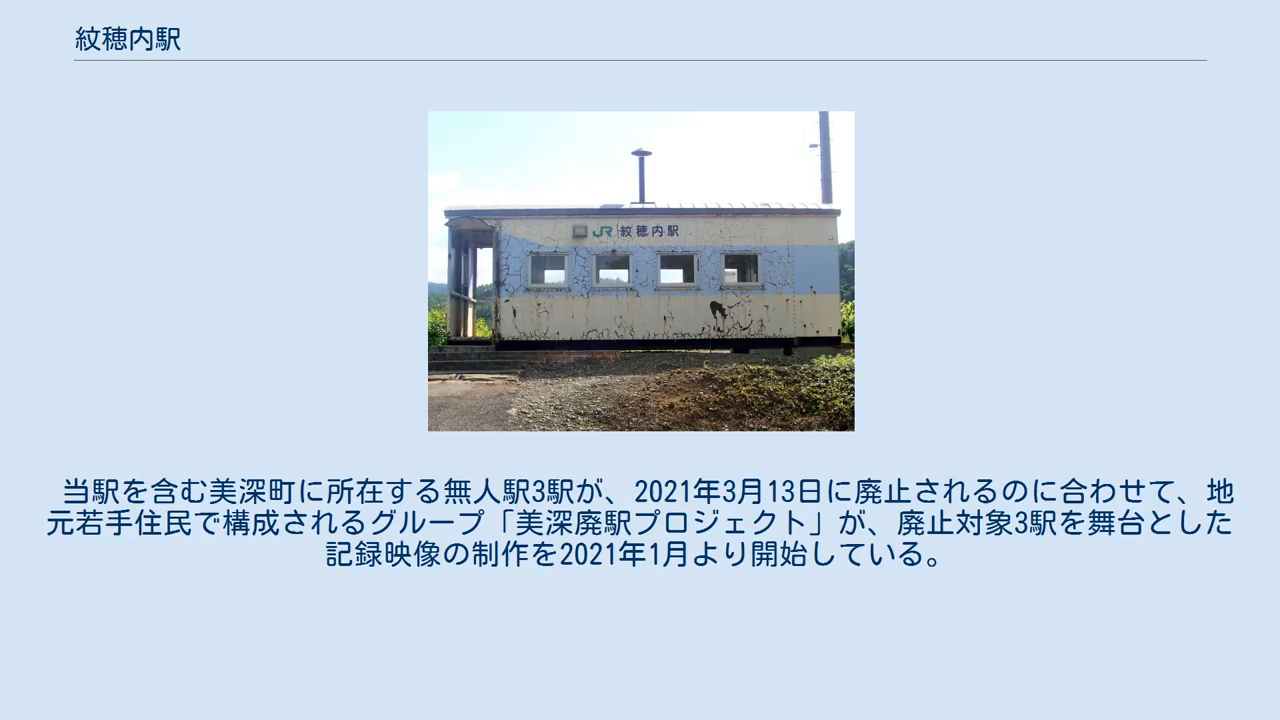 紋穂内駅
JR 紋穂内駅
当駅を含む美深町に所在する無人駅3駅が、2021年3月13日に廃止されるのに合わせて、地
元若手住民で構成されるグループ「美深廃駅プロジェクト」が、廃止対象3駅を舞台とした
記録映像の制作を2021年1月より開始している。